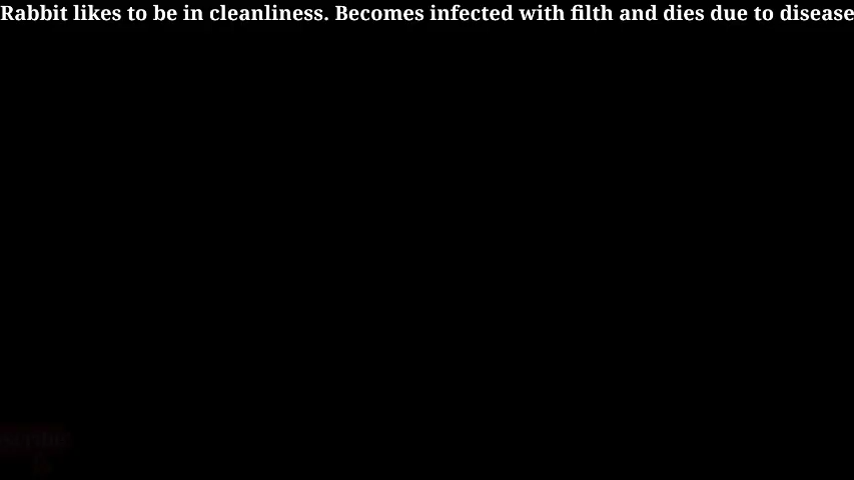 Rabbit likes to be in cleanliness. Becomes infected with filth and dies due to disease